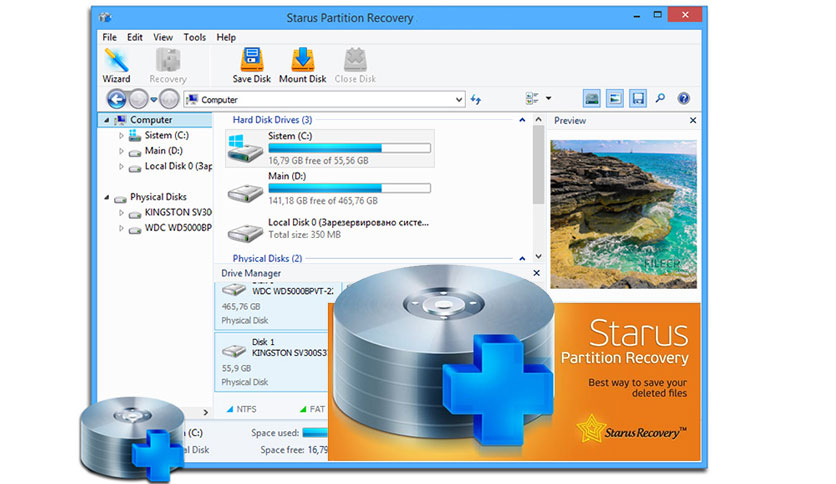 Starus Partition Recovery
File Edit View Tools Help
Wizard Recovery Save Disk Mount Disk Close Disk
Computer
Computer
Sistem (C:)
Main (D:)
Local Disk 0 (Зар
Physical Disks
KINGSTON SV300
WDC WD5000BP
Hard Disk Drives (3)
Sistem (C:)
16,79 GB free of 55,56 GB
Main (D:)
141,18 GB free of 465,76 GB
Local Disk 0 (Зарезервировано систе...
Total size: 350 MB
Physical Disks (2)
Preview
Drive Manager
WDC WD5000BPVT-22
465,76 GB
Physical Disk
Disk 1
KINGSTON SV300S3
55,9 GB
Physical Disk
NTFS FAT
(C:) Space used:
al Disk Space free: 16,79
Starus
Partition Recovery
Best way to save your
deleted files
Starus Recovery™